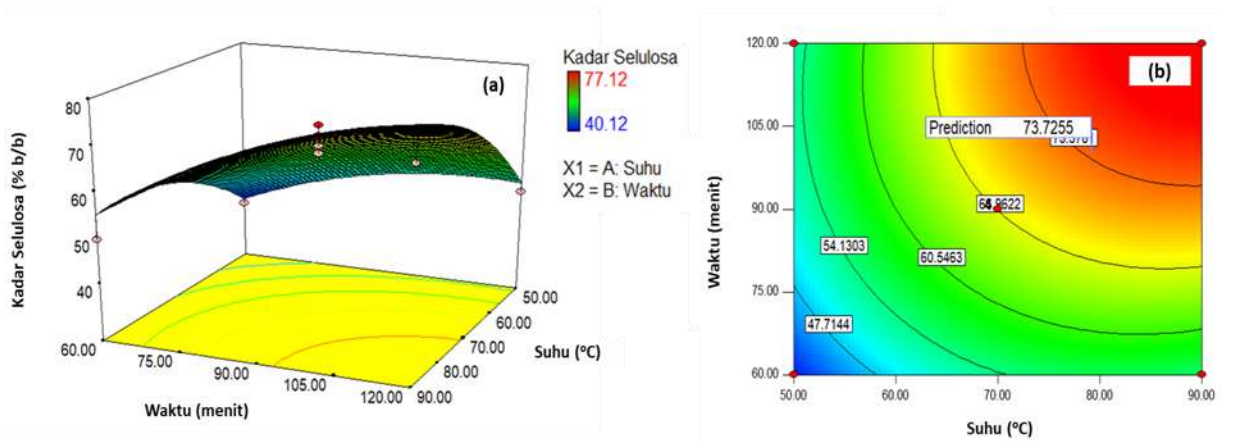 (a)
Kadar Selulosa
77.12
40.12
X1 = A: Suhu
X2 = B: Waktu
Kadar Selulosa (% b/b)
80
70
60
50
40
60.00
75.00
90.00
105.00
120.00
Waktu (menit)
50.00
60.00
70.00
80.00
90.00
Suhu (°C)
(b)
Waktu (menit)
120.00
105.00
90.00
75.00
60.00
50.00
60.00
70.00
80.00
90.00
Suhu (°C)
Prediction 73.7255
54.1303
60.5463
47.7144